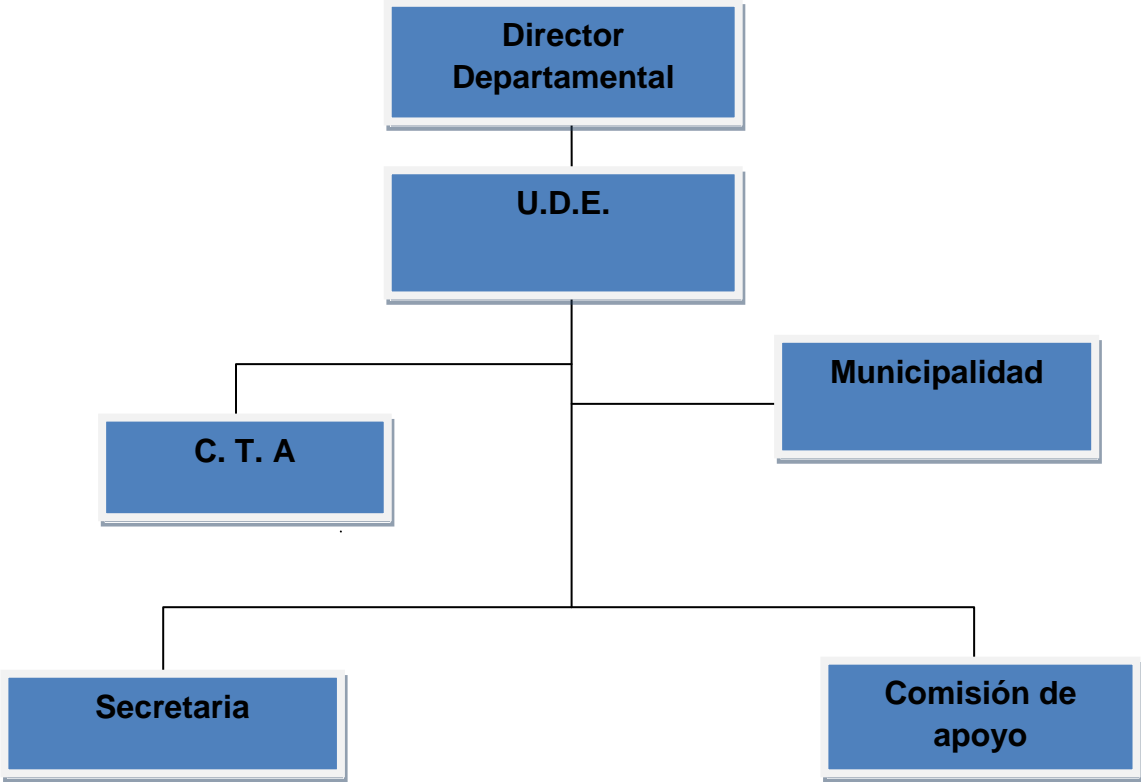 Director
Departamental
U.D.E.
Municipalidad
C. T. A
.
Secretaria
Comisión de
apoyo